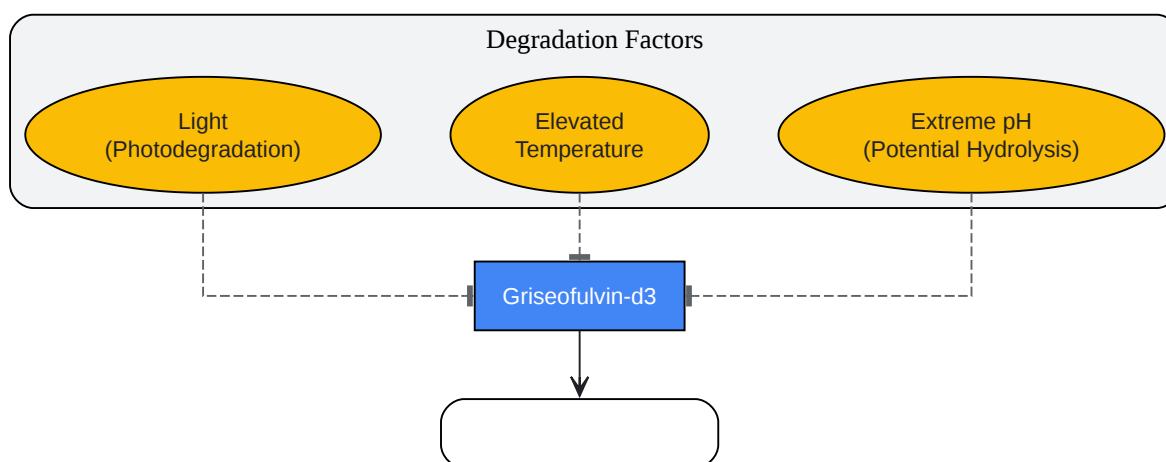 Degradation Factors
Light
(Photodegradation)
Elevated
Temperature
Extreme pH
(Potential Hydrolysis)
Griseofulvin-d3